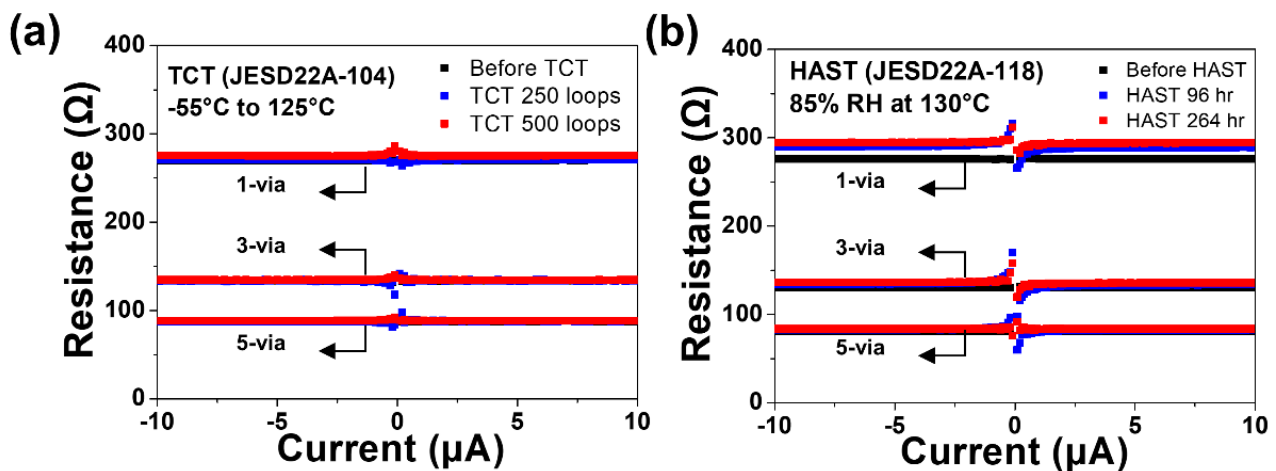 (a)
400
300
200
100
0
Resistance (Ω)
TCT (JESD22A-104)
-55°C to 125°C
Before TCT
TCT 250 loops
TCT 500 loops
1-via
3-via
5-via
-10
-5
0
5
10
Current (µA)
(b)
400
300
200
100
0
Resistance (Ω)
HAST (JESD22A-118)
85% RH at 130°C
Before HAST
HAST 96 hr
HAST 264 hr
1-via
3-via
5-via
-10
-5
0
5
10
Current (µA)